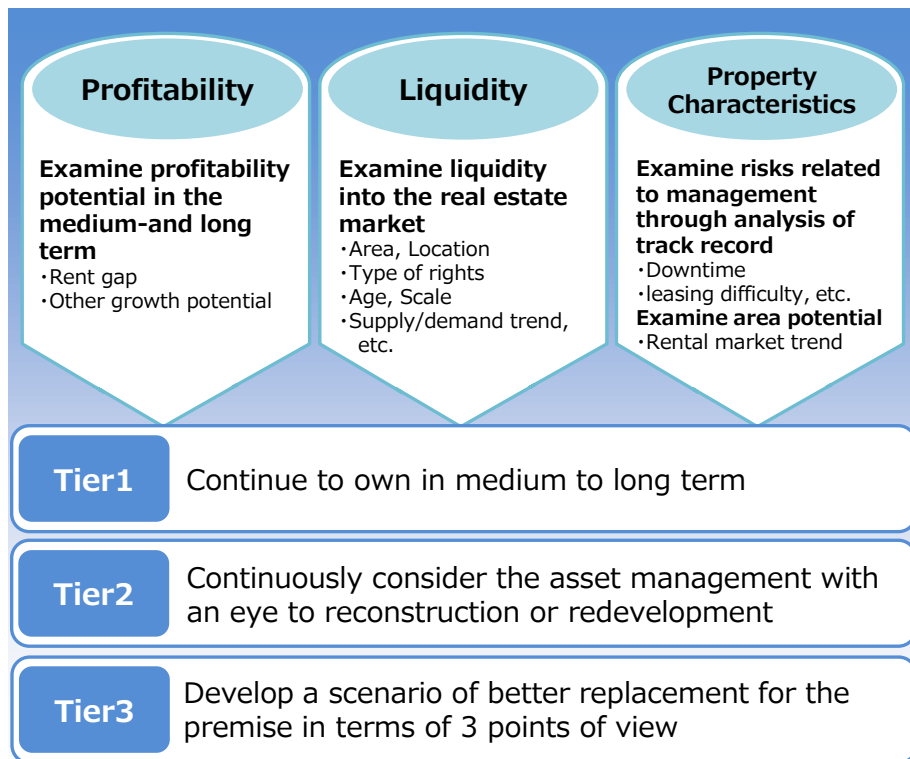 Profitability
Examine profitability
potential in the
medium-and long
term
・Rent gap
・Other growth potential
Liquidity
Examine liquidity
into the real estate
market
・Area, Location
・Type of rights
・Age, Scale
・Supply/demand trend,
etc.
Property
Characteristics
Examine risks related
to management
through analysis of
track record
・Downtime
・leasing difficulty, etc.
Examine area potential
・Rental market trend
Tier1
Continue to own in medium to long term
Tier2
Continuously consider the asset management with
an eye to reconstruction or redevelopment
Tier3
Develop a scenario of better replacement for the
premise in terms of 3 points of view